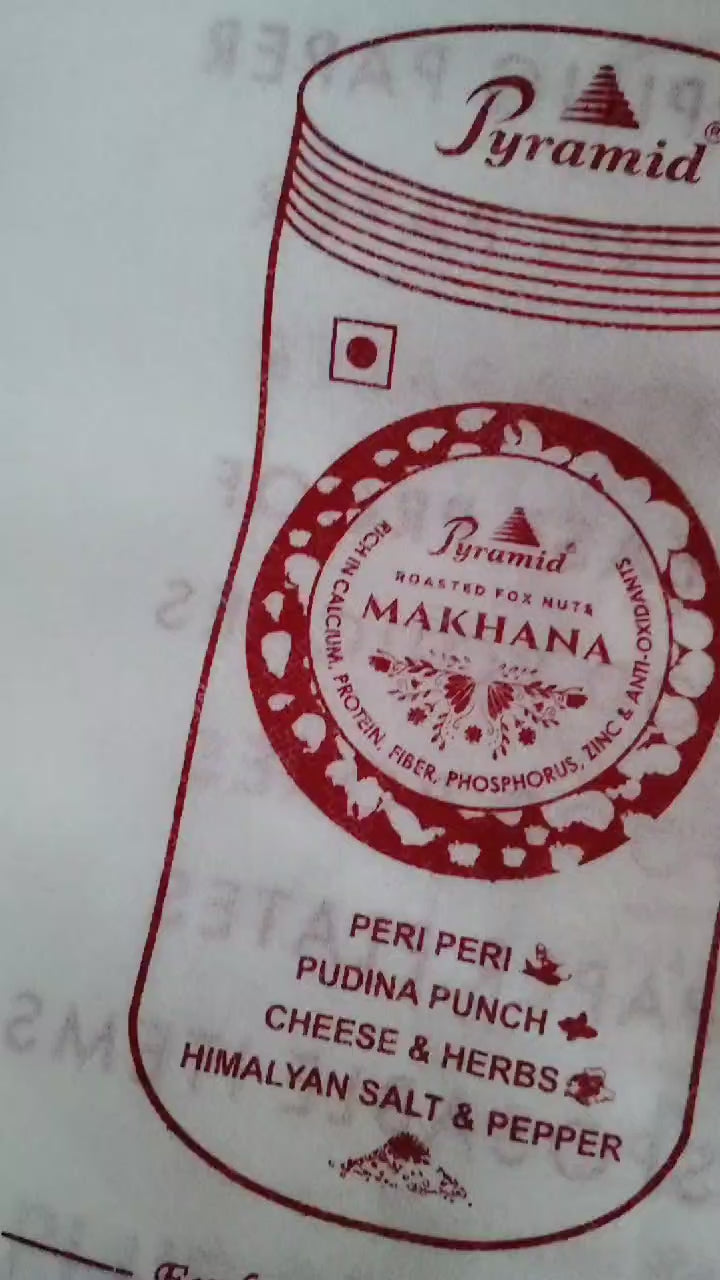 Pyramid®
Pyramid
ROASTED FOX NUTS
MAKHANA
RICH IN CALCIUM, PROTEIN, FIBER, PHOSPHORUS, ZINC & ANTI-OXIDANTS
PERI PERI
PUDINA PUNCH
CHEESE & HERBS
HIMALYAN SALT & PEPPER